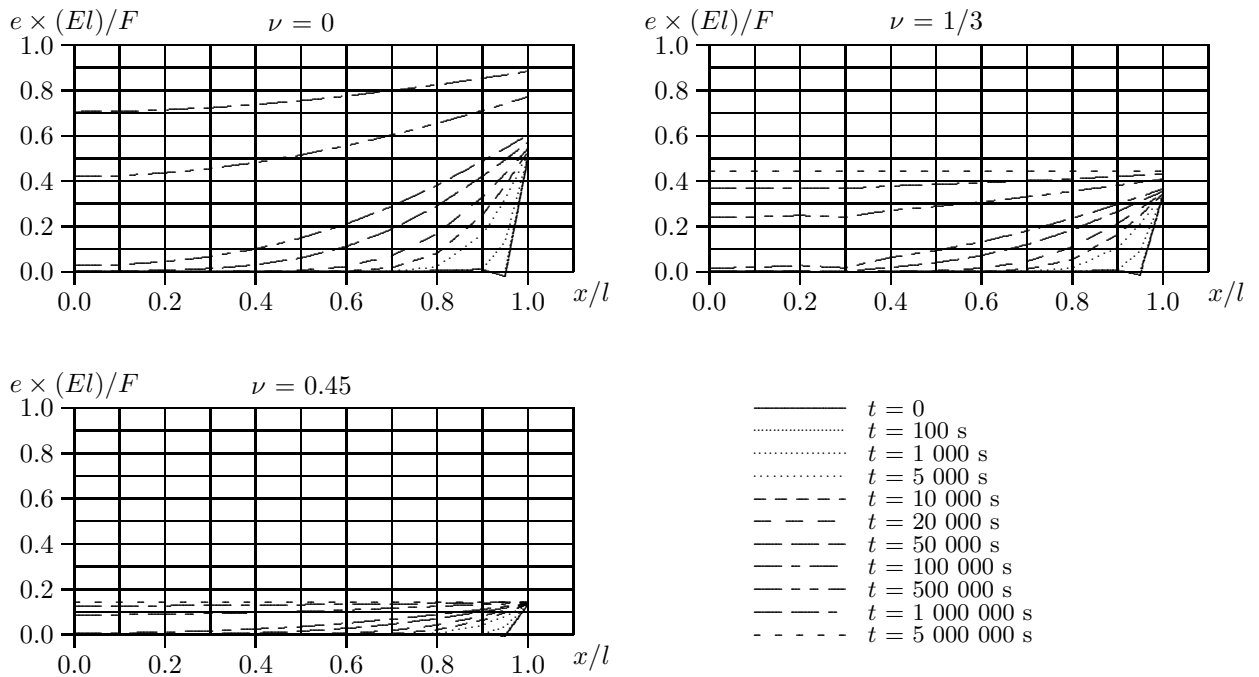 e × (El)/F
ν = 0
1.0
0.8
0.6
0.4
0.2
0.0
0.0 0.2 0.4 0.6 0.8 1.0 x/l
e × (El)/F
ν = 1/3
1.0
0.8
0.6
0.4
0.2
0.0
0.0 0.2 0.4 0.6 0.8 1.0 x/l
e × (El)/F
ν = 0.45
1.0
0.8
0.6
0.4
0.2
0.0
0.0 0.2 0.4 0.6 0.8 1.0 x/l
t = 0
t = 100 s
t = 1 000 s
t = 5 000 s
t = 10 000 s
t = 20 000 s
t = 50 000 s
t = 100 000 s
t = 500 000 s
t = 1 000 000 s
t = 5 000 000 s